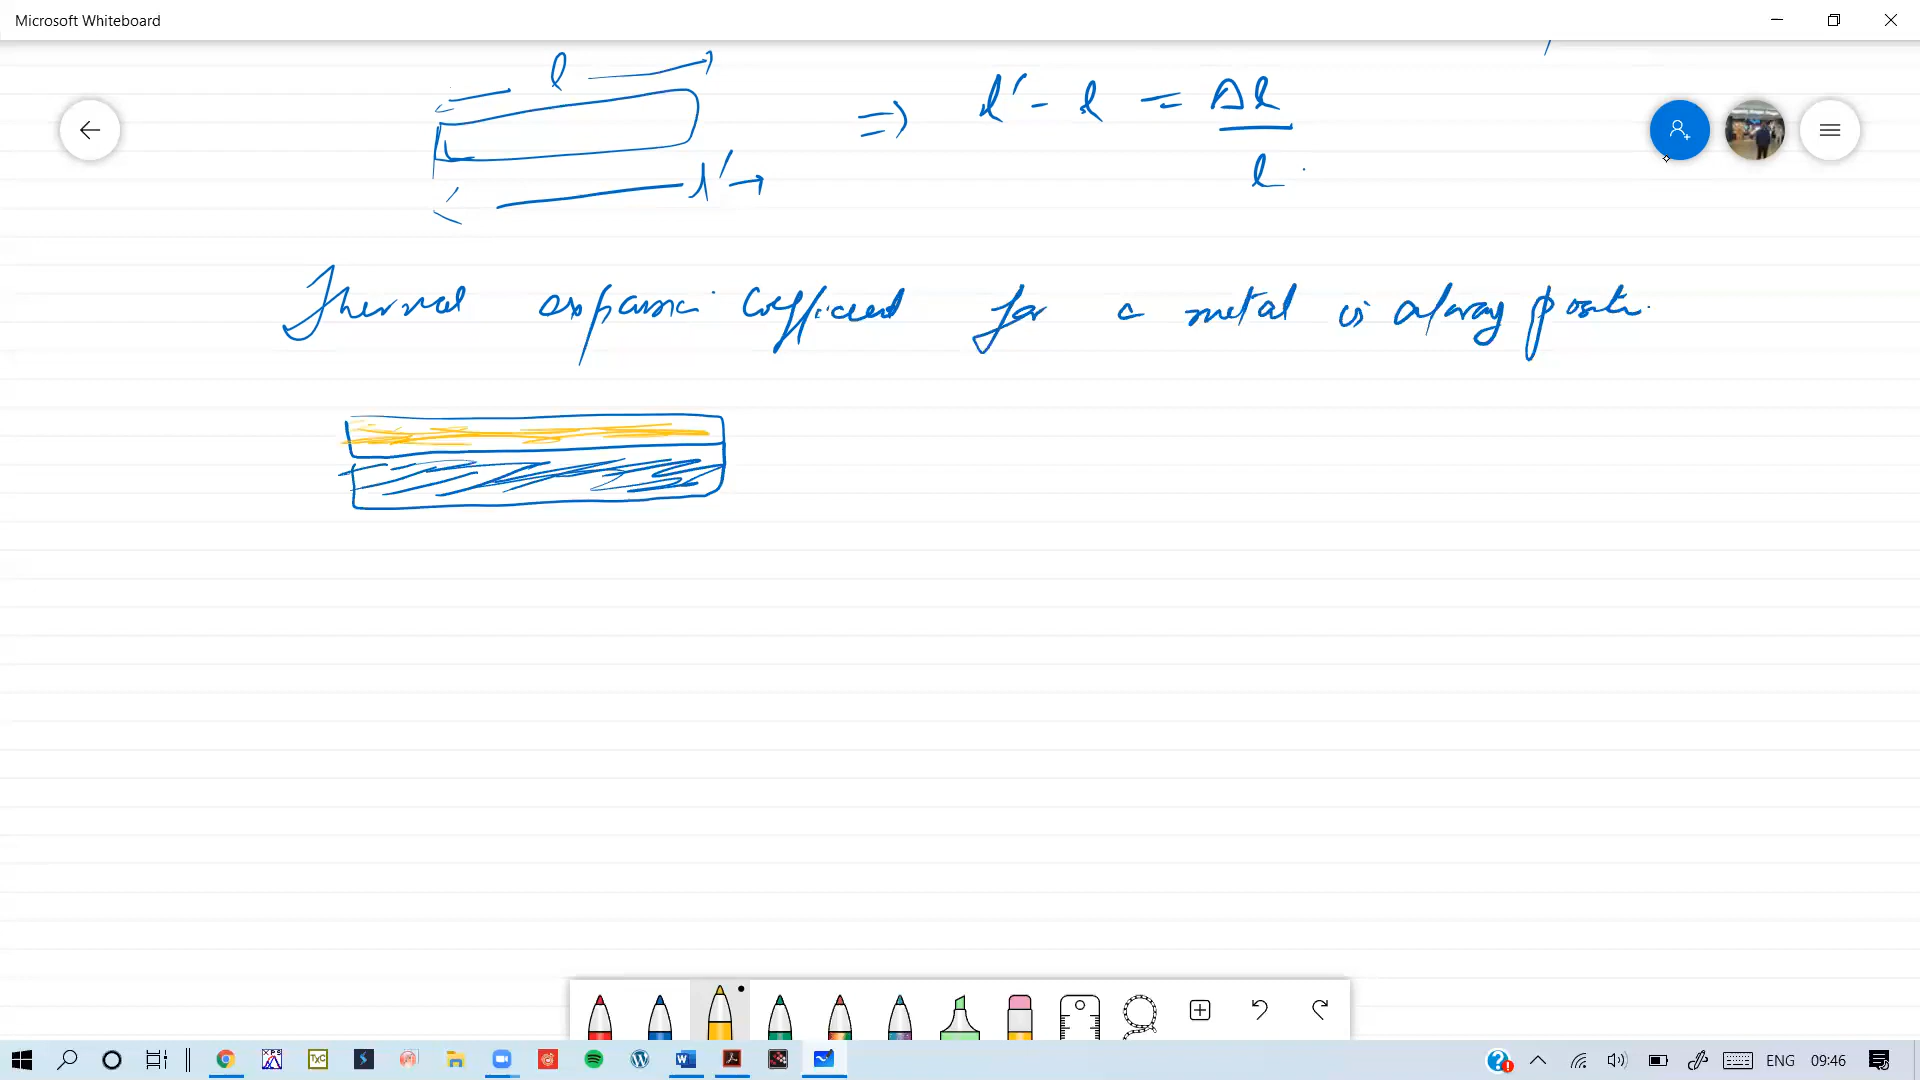 Microsoft Whiteboard
l
⇒ l' - l = Δl
l
l'
Thermal expansion coefficient for a metal is always positive
ENG 09:46